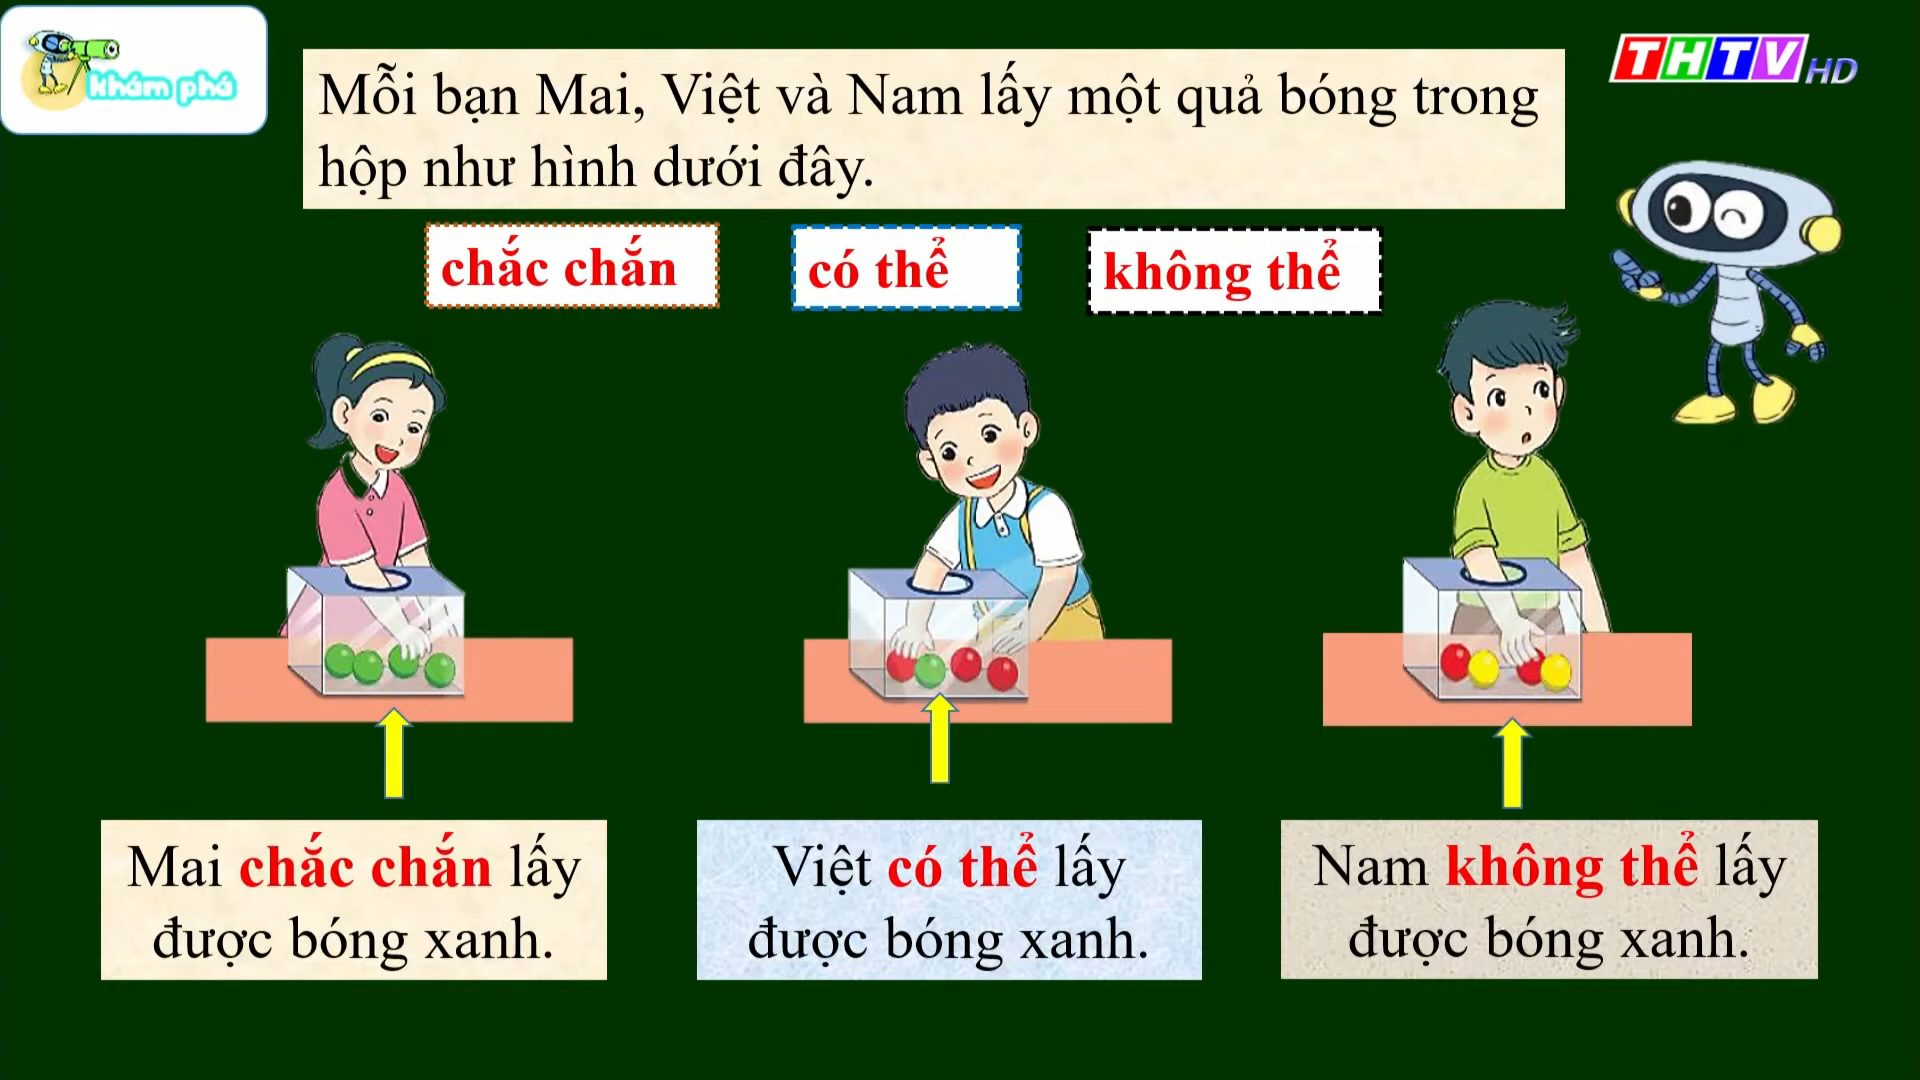 khám phá
THTV HD
Mỗi bạn Mai, Việt và Nam lấy một quả bóng trong
hộp như hình dưới đây.
chắc chắn
có thể
không thể
Mai chắc chắn lấy
được bóng xanh.
Việt có thể lấy
được bóng xanh.
Nam không thể lấy
được bóng xanh.